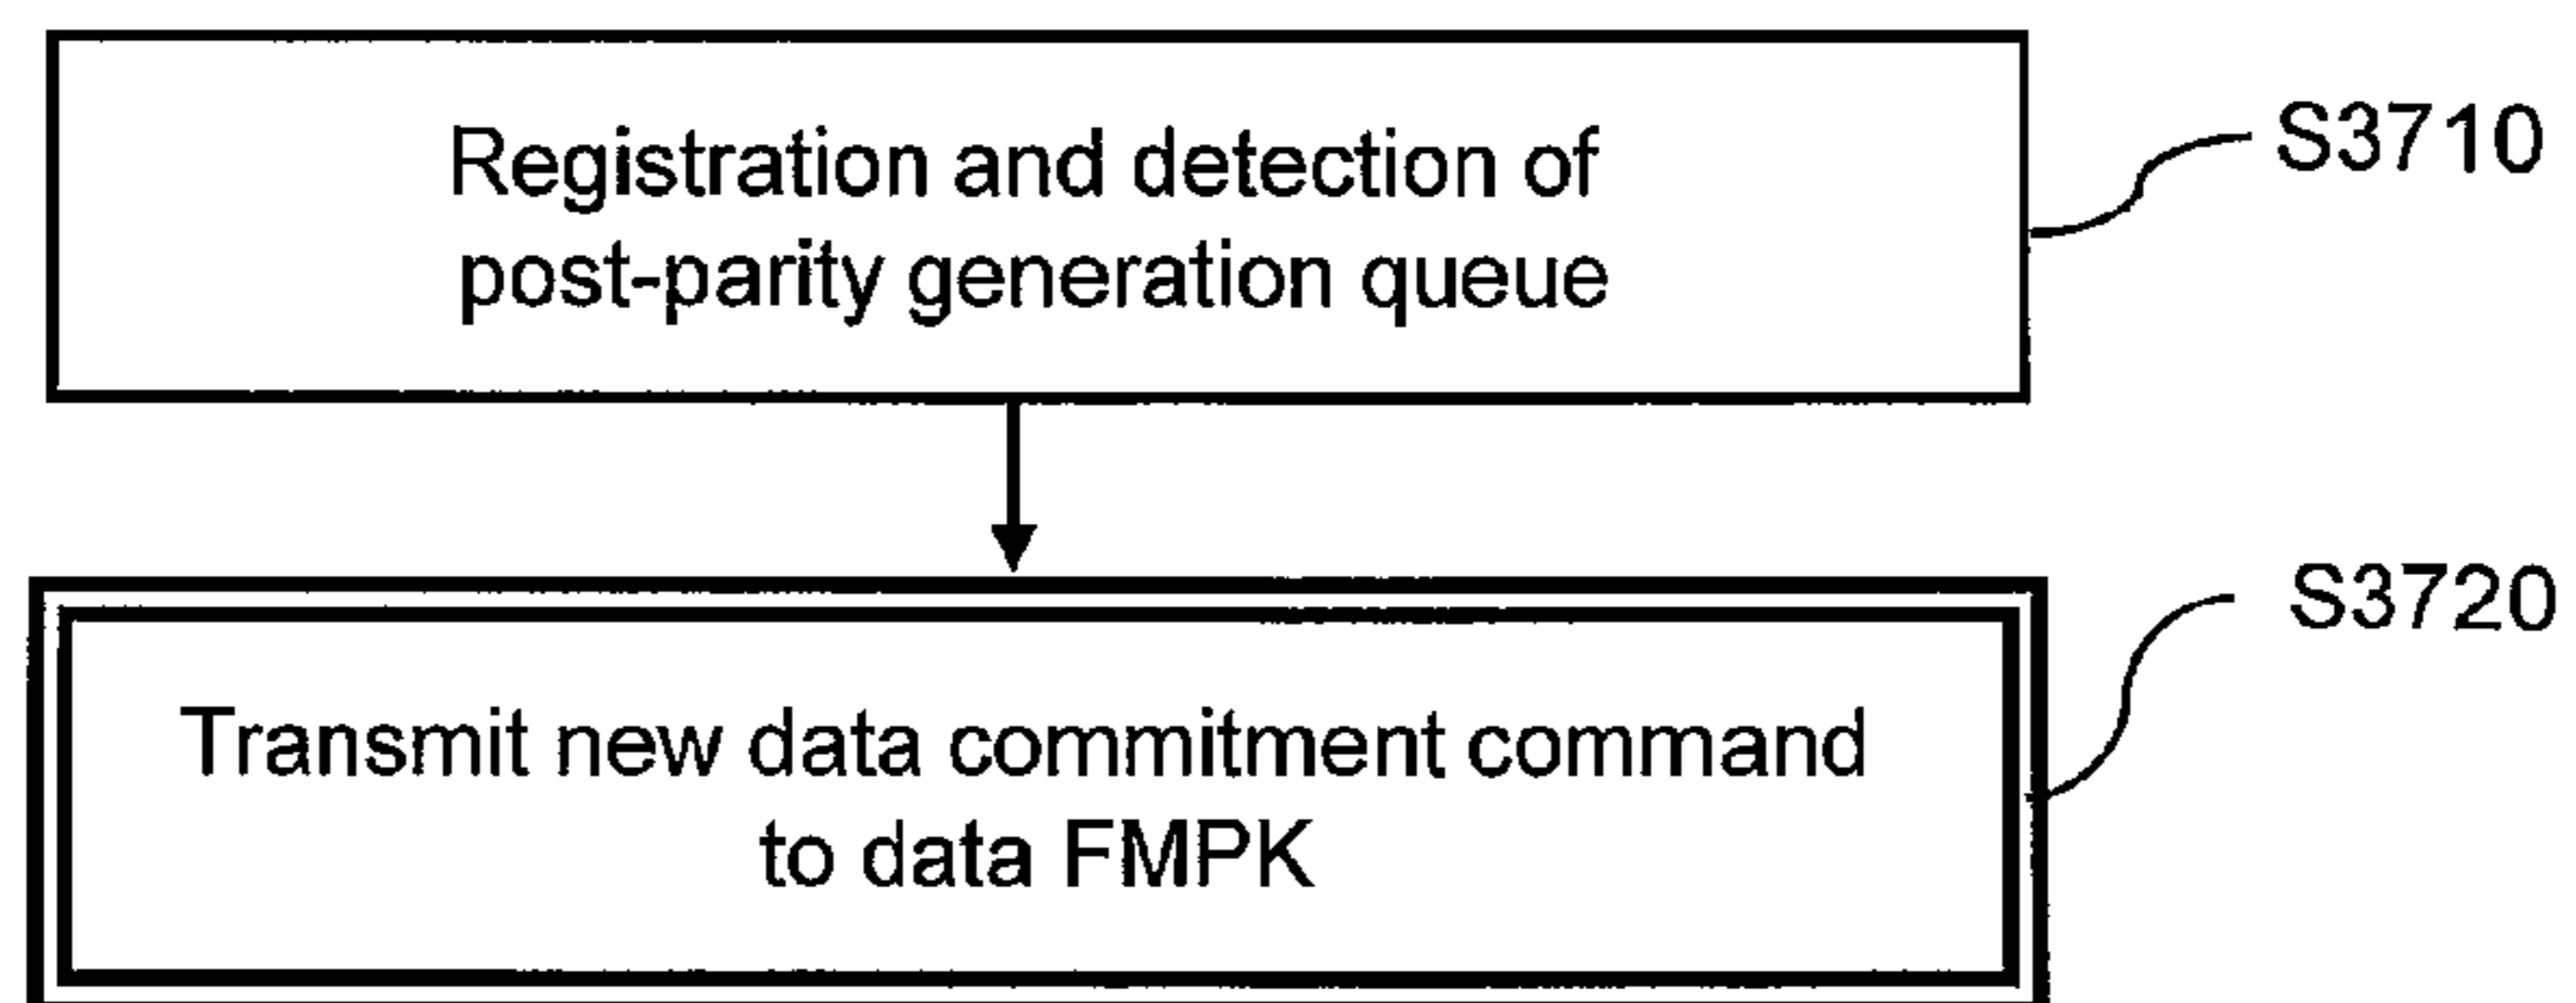 Registration and detection of
post-parity generation queue
S3710
Transmit new data commitment command
to data FMPK
S3720